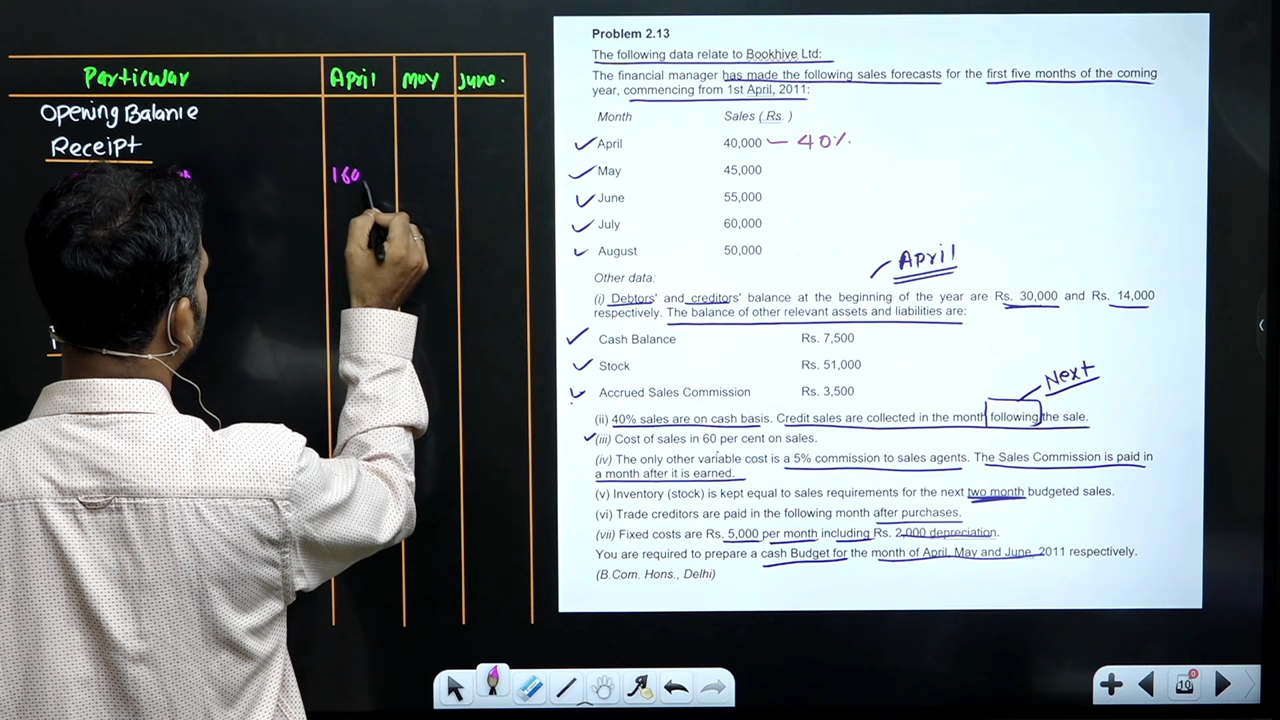 Particular April May June.
Opening Balance
Receipt
160
Problem 2.13
The following data relate to Bookhive Ltd:
The financial manager has made the following sales forecasts for the first five months of the coming
year, commencing from 1st April, 2011:
Month Sales ( Rs. )
April 40,000 – 40%.
May 45,000
June 55,000
July 60,000
August 50,000
April
Other data:
(i) Debtors' and creditors' balance at the beginning of the year are Rs. 30,000 and Rs. 14,000
respectively. The balance of other relevant assets and liabilities are:
Cash Balance Rs. 7,500
Stock Rs. 51,000
Next
Accrued Sales Commission Rs. 3,500
(ii) 40% sales are on cash basis. Credit sales are collected in the month following the sale.
(iii) Cost of sales in 60 per cent on sales.
(iv) The only other variable cost is a 5% commission to sales agents. The Sales Commission is paid in
a month after it is earned.
(v) Inventory (stock) is kept equal to sales requirements for the next two month budgeted sales.
(vi) Trade creditors are paid in the following month after purchases.
(vii) Fixed costs are Rs. 5,000 per month including Rs. 2,000 depreciation.
You are required to prepare a cash Budget for the month of April, May and June, 2011 respectively.
(B.Com. Hons., Delhi)
10